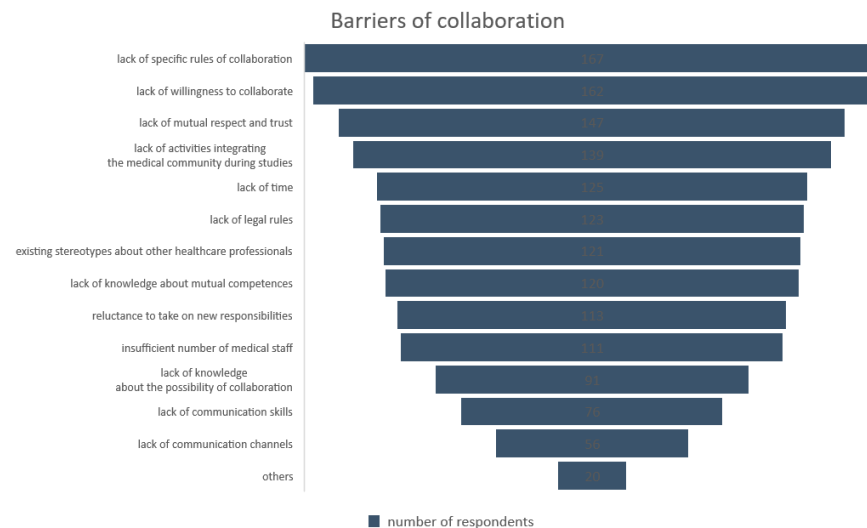 Barriers of collaboration
lack of specific rules of collaboration 167
lack of willingness to collaborate 162
lack of mutual respect and trust 147
lack of activities integrating
the medical community during studies 139
lack of time 125
lack of legal rules 123
existing stereotypes about other healthcare professionals 121
lack of knowledge about mutual competences 120
reluctance to take on new responsibilities 113
insufficient number of medical staff 111
lack of knowledge
about the possibility of collaboration 91
lack of communication skills 76
lack of communication channels 56
others 20
number of respondents